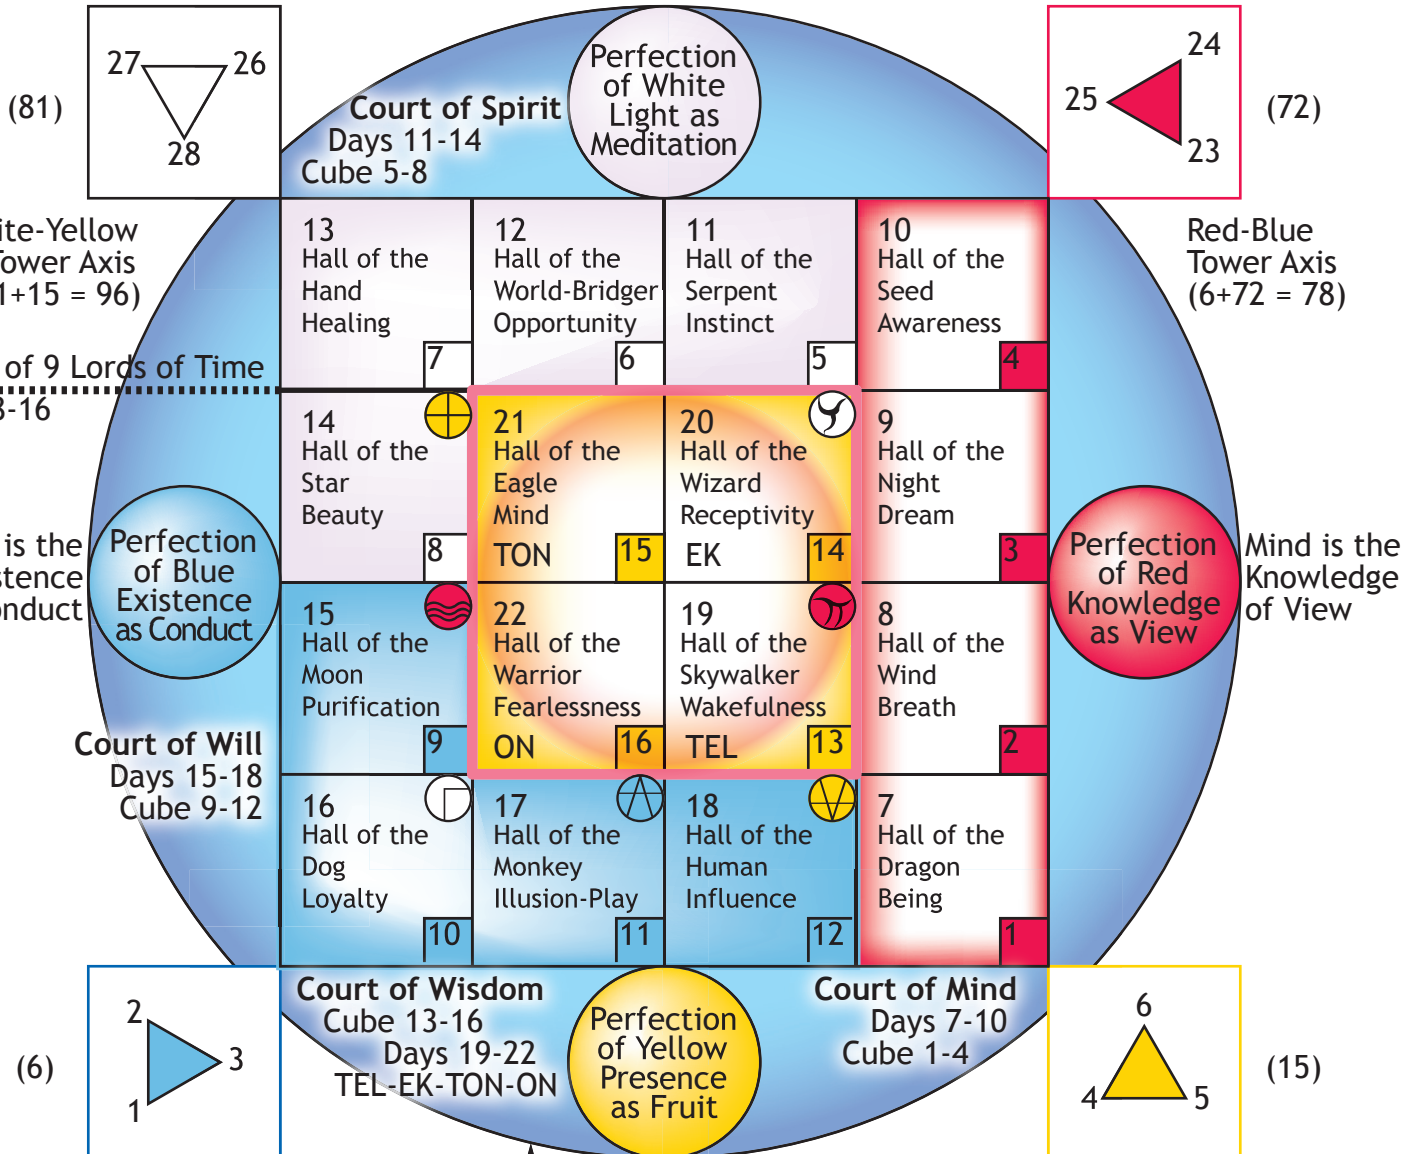 27 26
28
(81)
Court of Spirit
Days 11-14
Cube 5-8
Perfection
of White
Light as
Meditation
24
25
23
(72)
ite-Yellow
Tower Axis
1+15 = 96)
Red-Blue
Tower Axis
(6+72 = 78)
13
Hall of the
Hand
Healing
7
12
Hall of the
World-Bridger
Opportunity
6
11
Hall of the
Serpent
Instinct
5
10
Hall of the
Seed
Awareness
4
of 9 Lords of Time
-16
14
Hall of the
Star
Beauty
8
21
Hall of the
Eagle
Mind
TON
15
20
Hall of the
Wizard
Receptivity
EK
14
9
Hall of the
Night
Dream
3
is the
stence
onduct
Perfection
of Blue
Existence
as Conduct
Perfection
of Red
Knowledge
as View
Mind is the
Knowledge
of View
15
Hall of the
Moon
Purification
9
22
Hall of the
Warrior
Fearlessness
ON
16
19
Hall of the
Skywalker
Wakefulness
TEL
13
8
Hall of the
Wind
Breath
2
Court of Will
Days 15-18
Cube 9-12
16
Hall of the
Dog
Loyalty
10
17
Hall of the
Monkey
Illusion-Play
11
18
Hall of the
Human
Influence
12
7
Hall of the
Dragon
Being
1
Court of Wisdom
Cube 13-16
Days 19-22
TEL-EK-TON-ON
Perfection
of Yellow
Presence
as Fruit
Court of Mind
Days 7-10
Cube 1-4
(6)
2
3
1
6
4 5
(15)